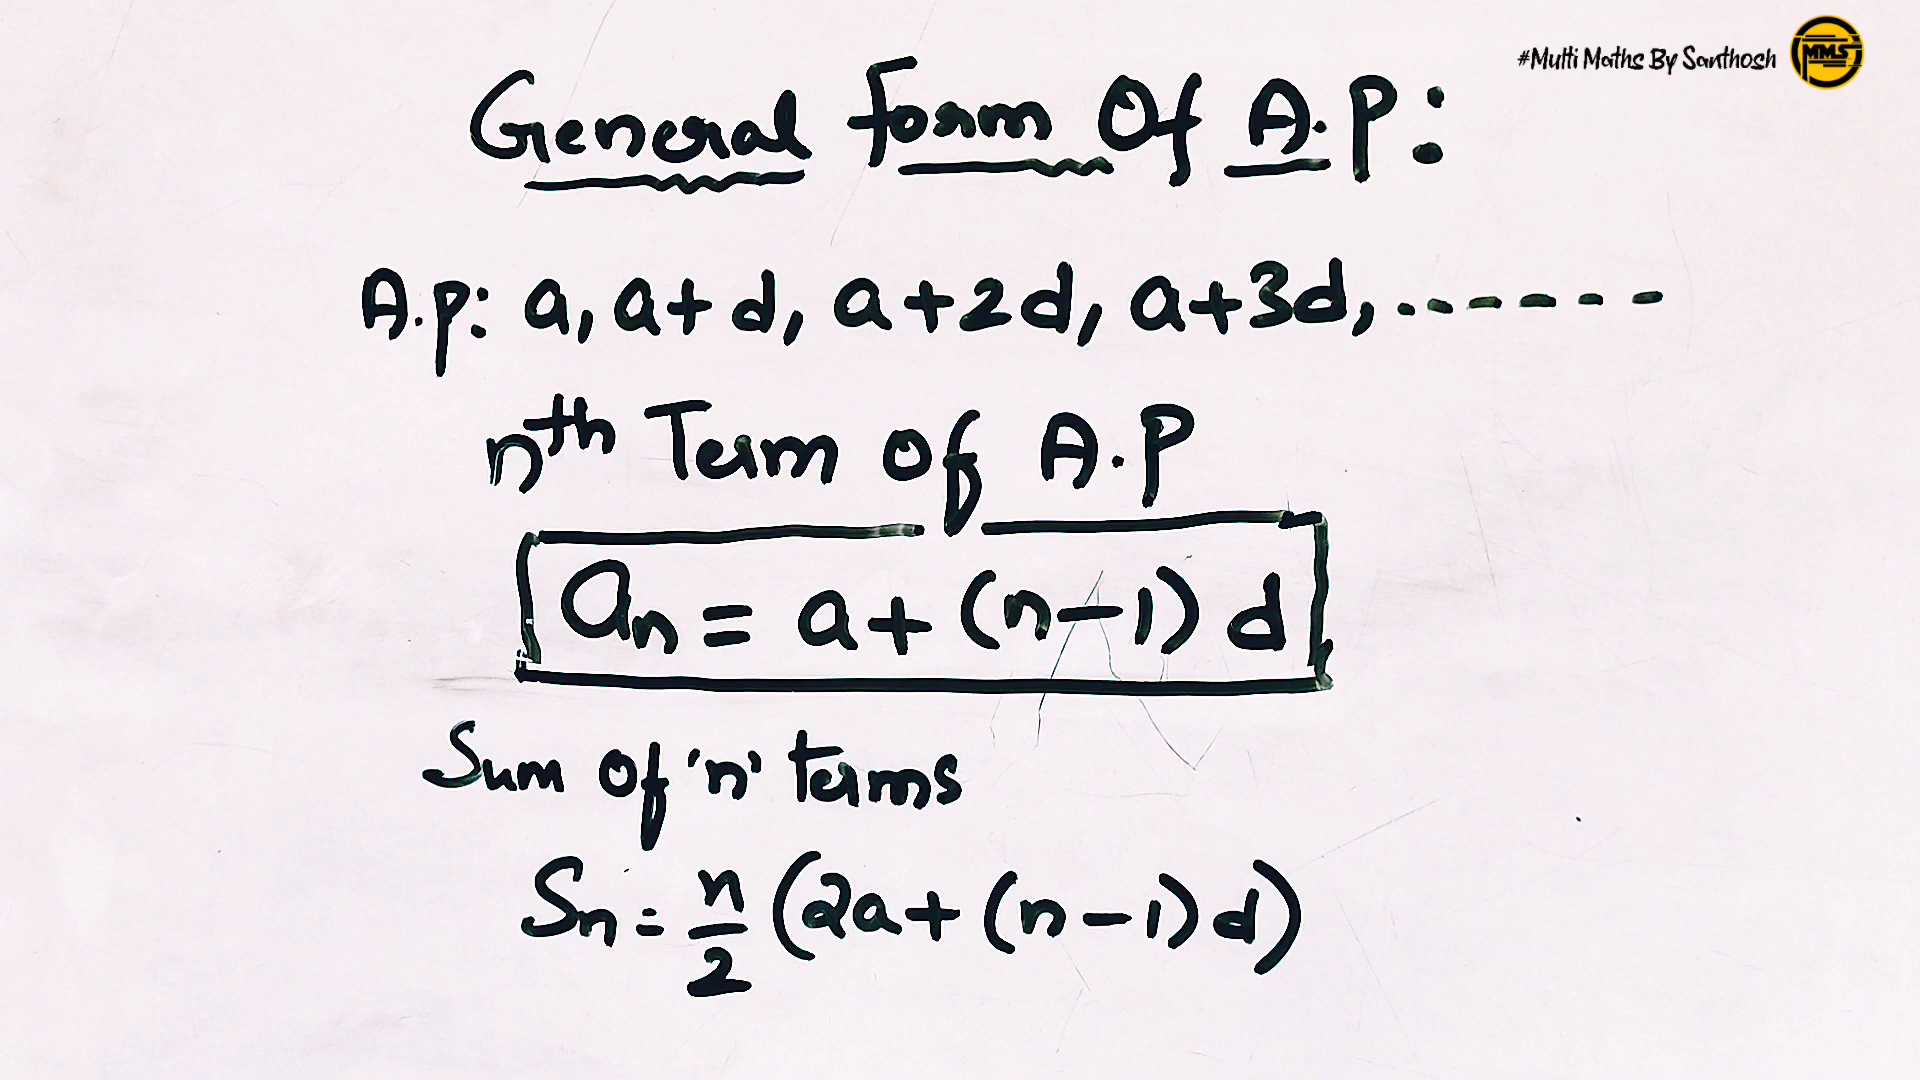 #Multi Maths By Santhosh MMS
General Form Of A.P:
A.p: a, a+d, a+2d, a+3d, .------
nth Term of A.P
an = a+(n-1)d
Sum of 'n' terms
Sn = n/2 (2a+(n-1)d)